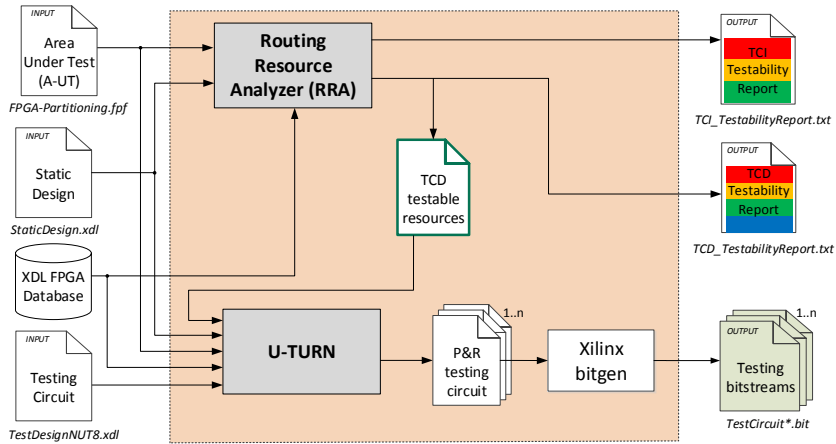 INPUT
Area
Under Test
(A-UT)
FPGA-Partitioning.fpf
INPUT
Static
Design
StaticDesign.xdl
XDL FPGA
Database
INPUT
Testing
Circuit
TestDesignNUT8.xdl
Routing
Resource
Analyzer (RRA)
TCD
testable
resources
U-TURN
1..n
P&R
testing
circuit
Xilinx
bitgen
OUTPUT
TCI
Testability
Report
TCI_TestabilityReport.txt
OUTPUT
TCD
Testability
Report
TCD_TestabilityReport.txt
1..n
OUTPUT
Testing
bitstreams
TestCircuit*.bit